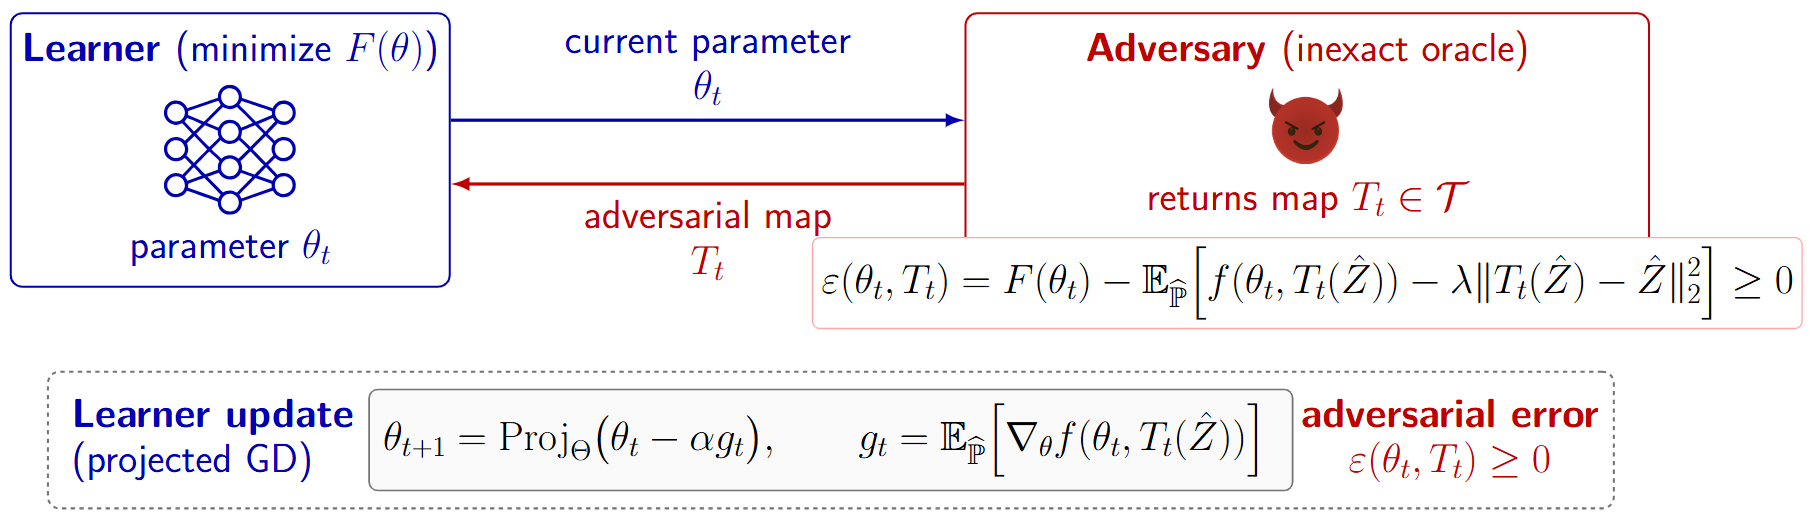 Learner (minimize F(θ))
parameter θ_t
current parameter
θ_t
adversarial map
T_t
Adversary (inexact oracle)
returns map T_t ∈ 𝒯
ε(θ_t, T_t) = F(θ_t) − 𝔼_ℙ̂[f(θ_t, T_t(Ẑ)) − λ‖T_t(Ẑ) − Ẑ‖₂²] ≥ 0
Learner update
(projected GD)
θ_{t+1} = Proj_Θ(θ_t − αg_t), g_t = 𝔼_ℙ̂[∇_θ f(θ_t, T_t(Ẑ))]
adversarial error
ε(θ_t, T_t) ≥ 0